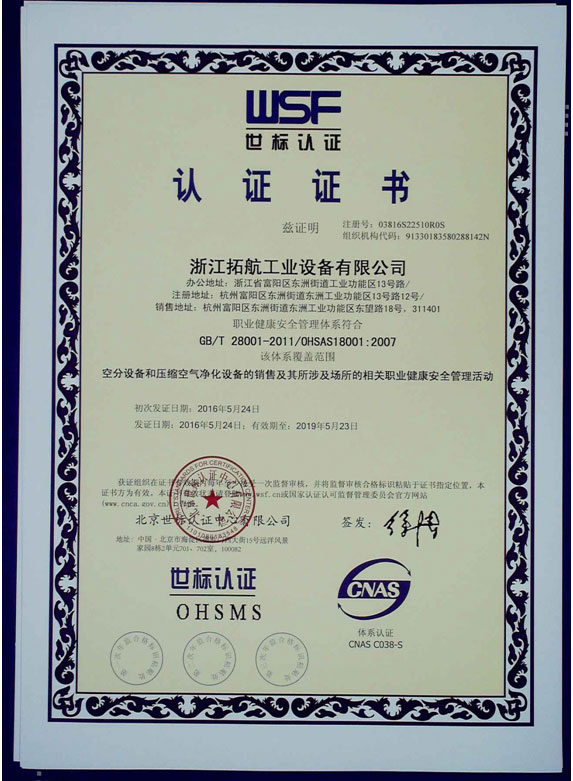 WSF
世标认证
认证证书
兹证明
注册号：03816S22510R0S
组织机构代码：91330183580288142N
浙江拓航工业设备有限公司
办公地址：浙江省富阳区东洲街道工业功能区13号路/
注册地址：杭州富阳区东洲街道东洲工业功能区13号路12号/
销售地址：杭州富阳区东洲街道东洲工业功能区东望路18号，311401
职业健康安全管理体系符合
GB/T 28001-2011/OHSAS18001:2007
该体系覆盖范围
空分设备和压缩空气净化设备的销售及其所涉及场所的相关职业健康安全管理活动
初次发证日期：2016年5月24日
发证日期：2016年5月24日；有效期至：2019年5月23日
获证组织在证书 一次监督审核，并将监督审核合格标识粘贴于证书指定位置，本
证书方为有效。本 wsf.cn或国家认证认可监督管理委员会官方网站
(www.cnca.gov.cn)
北京世标认证中心有限公司
签发：
地址：中国·北京市海 大街15号远洋风景
家园8栋2单元701，702室，100082
世标认证
OHSMS
CNAS
体系认证
CNAS C038-S